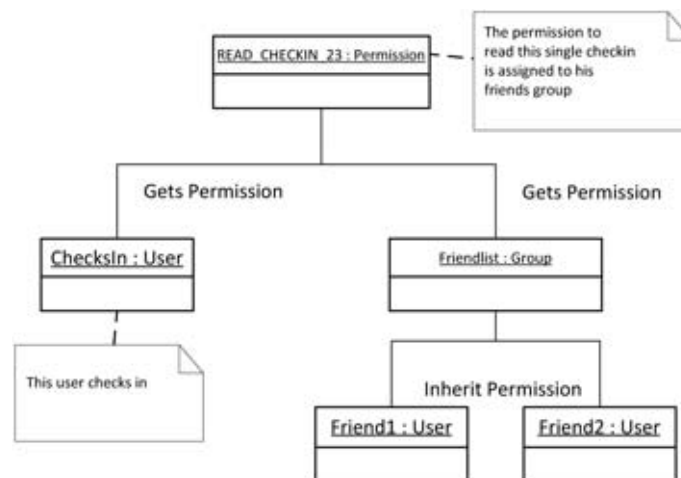 READ_CHECKIN_23 : Permission
The permission to
read this single checkin
is assigned to his
friends group
Gets Permission
Gets Permission
ChecksIn : User
Friendlist : Group
This user checks in
Inherit Permission
Friend1 : User
Friend2 : User